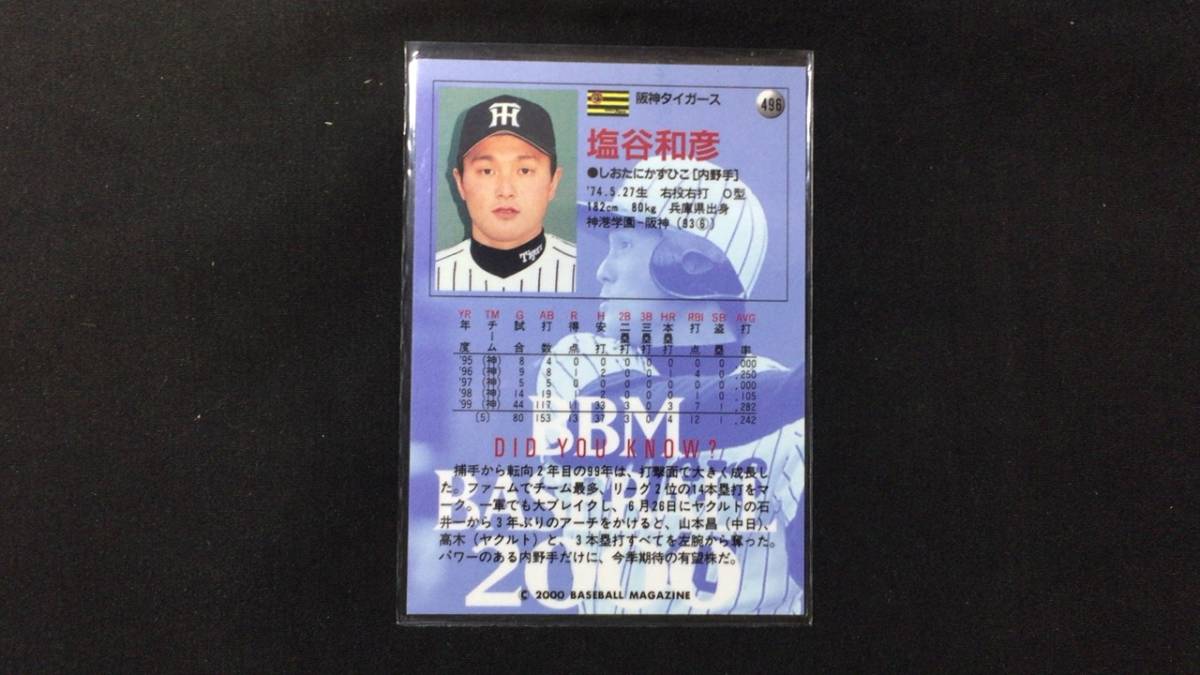 阪神タイガース
496
塩谷和彦
●しおたにかずひこ[内野手]
'74.5.27生 右投右打 O型
182cm 80kg 兵庫県出身
神港学園−阪神(93⑥)
TH
Tigers
YR TM G AB R H 2B 3B HR RBI SB AVG
年度 チーム 試合 打数 得点 安打 二塁打 三塁打 本塁打 打点 盗塁 打率
'95 (神) 8 4 0 0 0 0 0 0 0 .000
'96 (神) 9 8 1 2 0 0 1 4 0 .250
'97 (神) 5 5 0 0 0 0 0 0 0 .000
'98 (神) 14 19 1 2 0 0 0 1 0 .105
'99 (神) 44 117 11 33 3 0 3 7 1 .282
(5) 80 153 13 37 3 0 4 12 1 .242
DID YOU KNOW?
捕手から転向2年目の99年は、打撃面で大きく成長し
た。ファームでチーム最多、リーグ2位の14本塁打をマ
ーク。一軍でも大ブレイクし、6月26日にヤクルトの石
井一から3年ぶりのアーチをかけると、山本昌(中日)、
高木(ヤクルト)と、3本塁打すべてを左腕から奪った。
パワーのある内野手だけに、今季期待の有望株だ。
BBM
BASEBALL
2000
© 2000 BASEBALL MAGAZINE